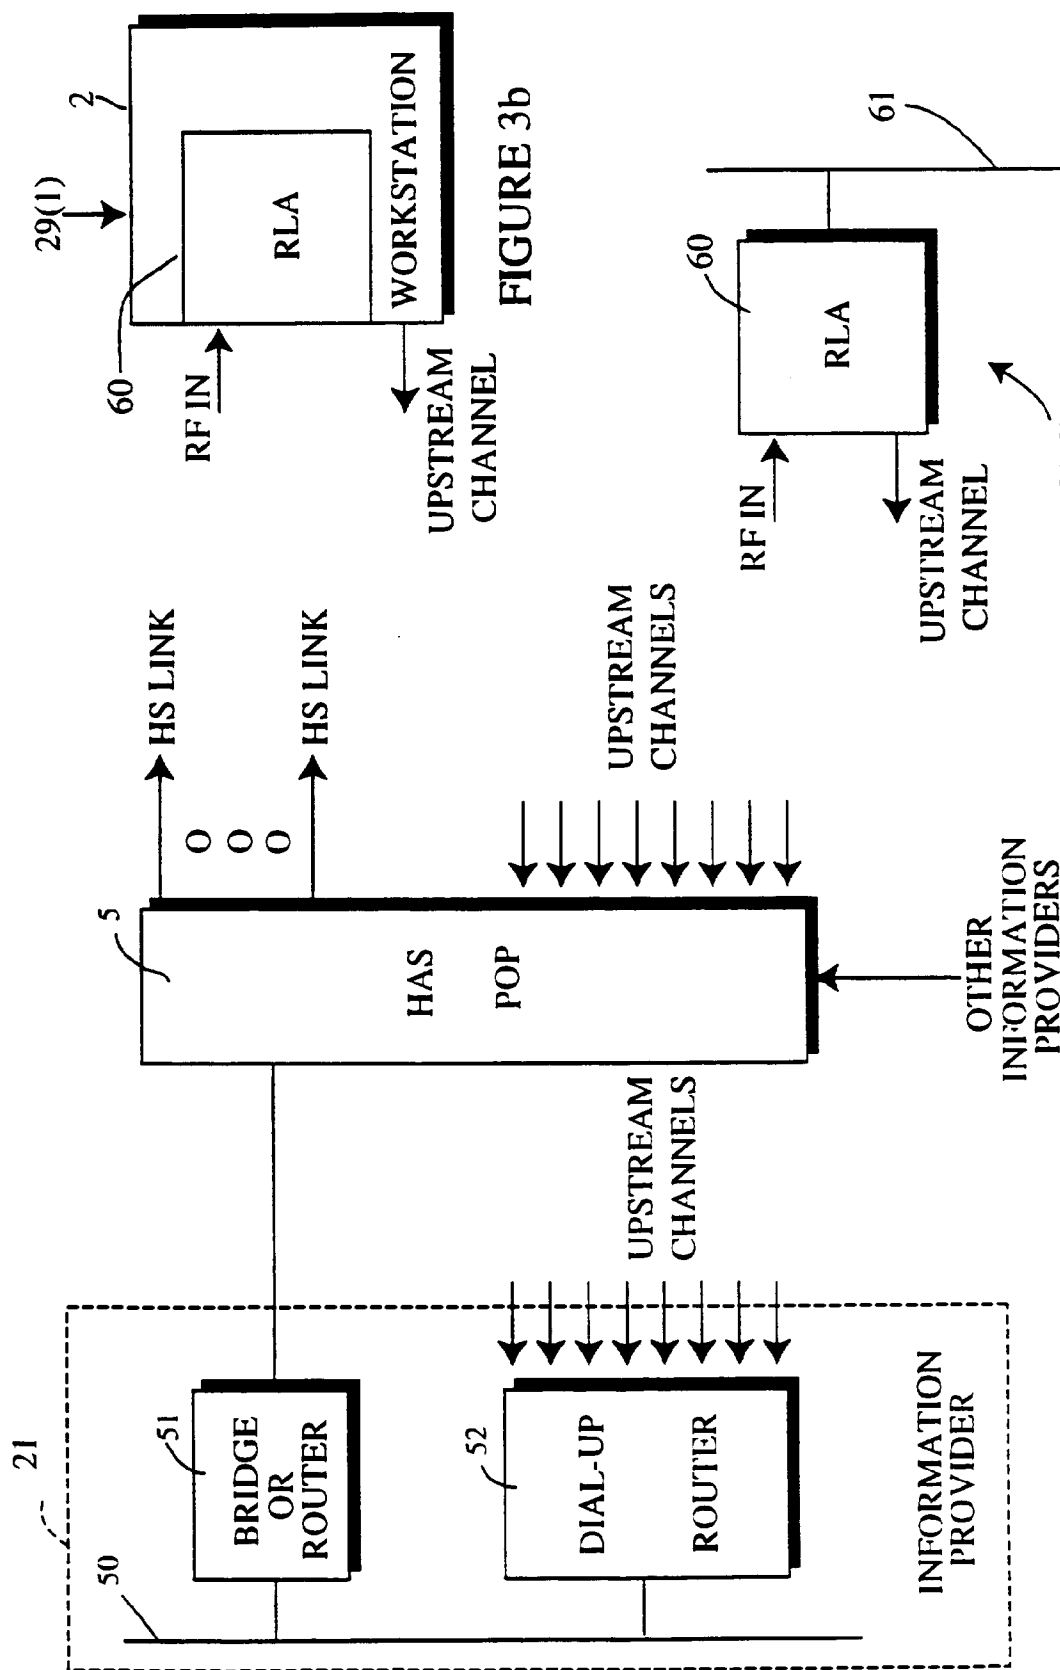 21
50
51
BRIDGE
OR
ROUTER
52
DIAL-UP
ROUTER
INFORMATION
PROVIDER
UPSTREAM
CHANNELS
5
HAS
POP
OTHER
INFORMATION
PROVIDERS
HS LINK
O O O
HS LINK
UPSTREAM
CHANNELS
29(1)
2
60
RLA
WORKSTATION
RF IN
UPSTREAM
CHANNEL
FIGURE 3b
60
RLA
RF IN
UPSTREAM
CHANNEL
61